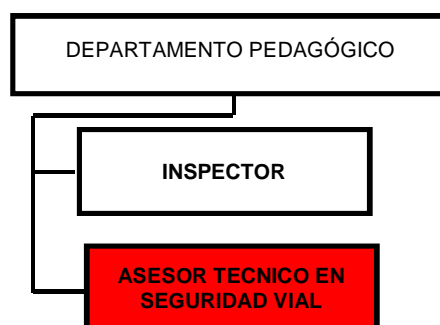 DEPARTAMENTO PEDAGÓGICO
INSPECTOR
ASESOR TECNICO EN
SEGURIDAD VIAL